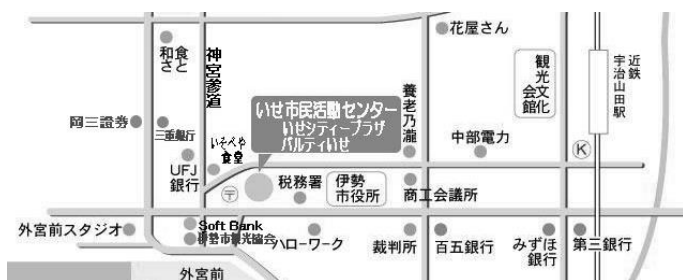 花屋さん
和食
さと
神宮参道
観光文化
会館
近鉄
宇治山田駅
養老乃瀧
いせ市民活動センター
いせシティープラザ
パルティいせ
岡三證券
三重銀行
いそべや
食堂
中部電力
Ⓚ
UFJ
銀行
〒
税務署
伊勢
市役所
商工会議所
外宮前スタジオ
Soft Bank
伊勢市観光協会
ハローワーク
裁判所
百五銀行
みずほ
銀行
第三銀行
外宮前